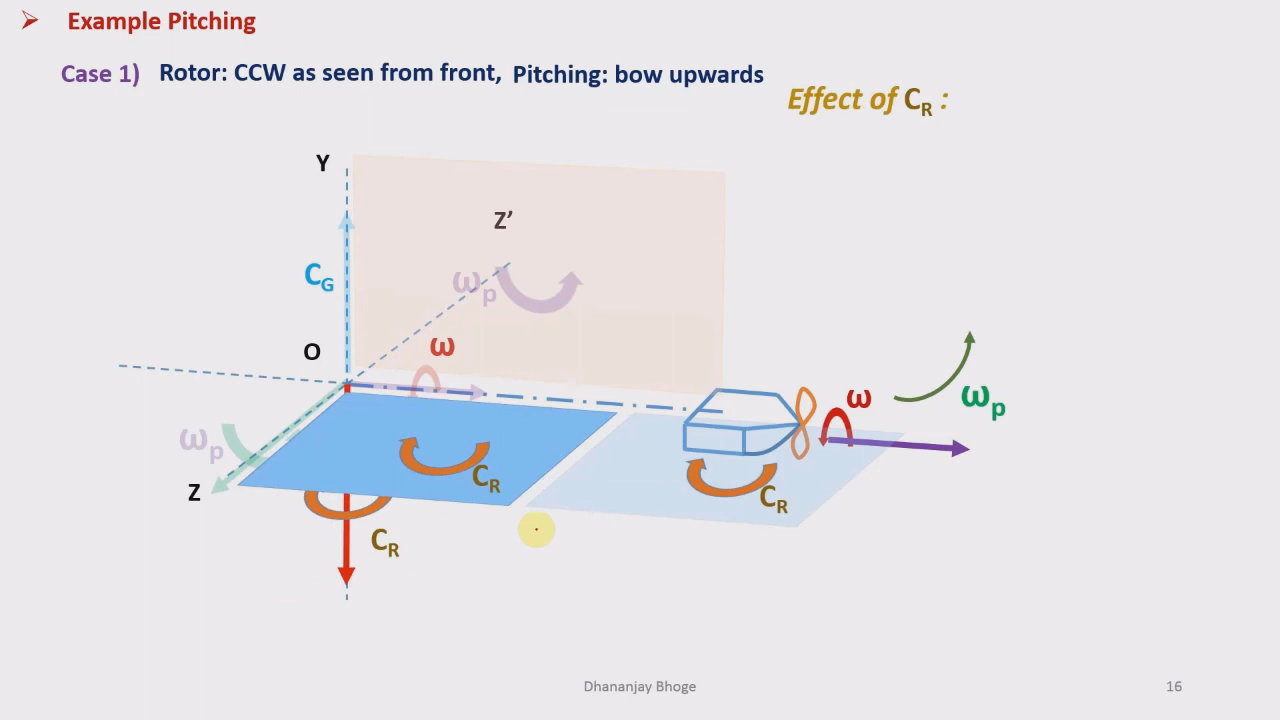 ➤ Example Pitching
Case 1) Rotor: CCW as seen from front, Pitching: bow upwards
Effect of CR :
Y
Z’
CG
ωp
O
ω
ω
ωp
ωp
CR
CR
Z
CR
Dhananjay Bhoge
16